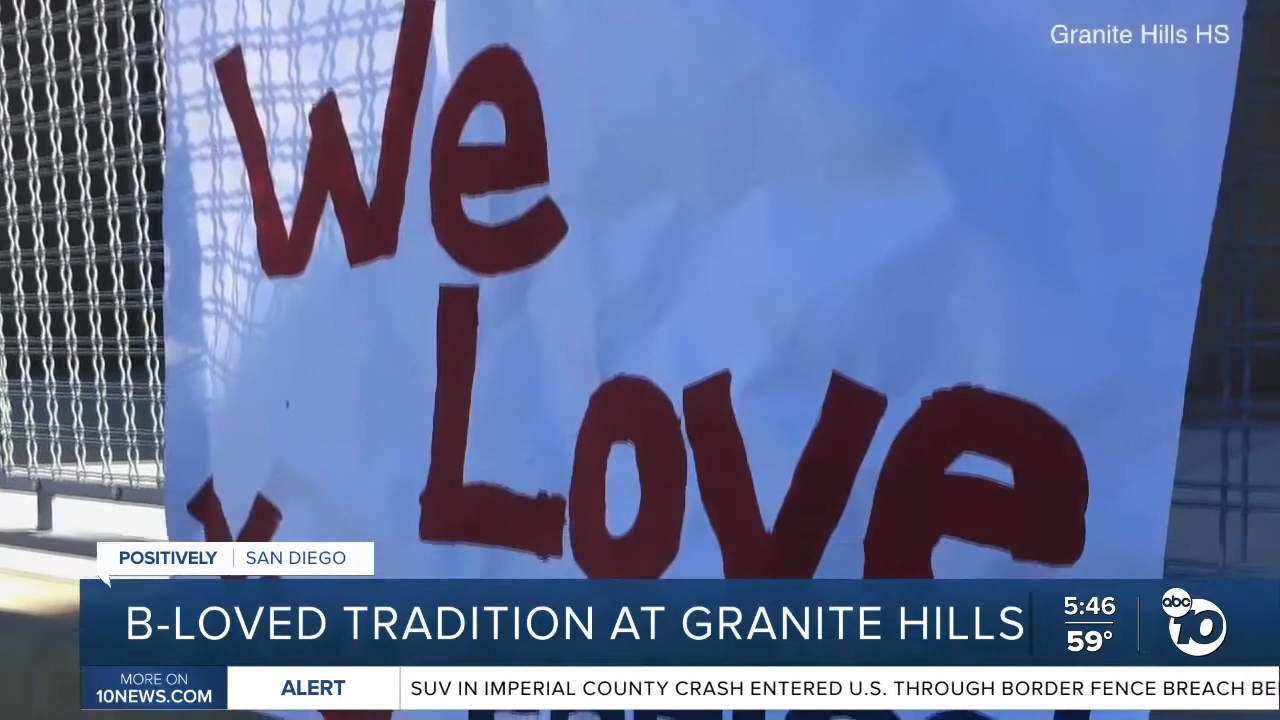 Granite Hills HS
We
Love
POSITIVELY SAN DIEGO
B-LOVED TRADITION AT GRANITE HILLS
5:46
59°
abc
10
MORE ON
10NEWS.COM
ALERT
SUV IN IMPERIAL COUNTY CRASH ENTERED U.S. THROUGH BORDER FENCE BREACH BE